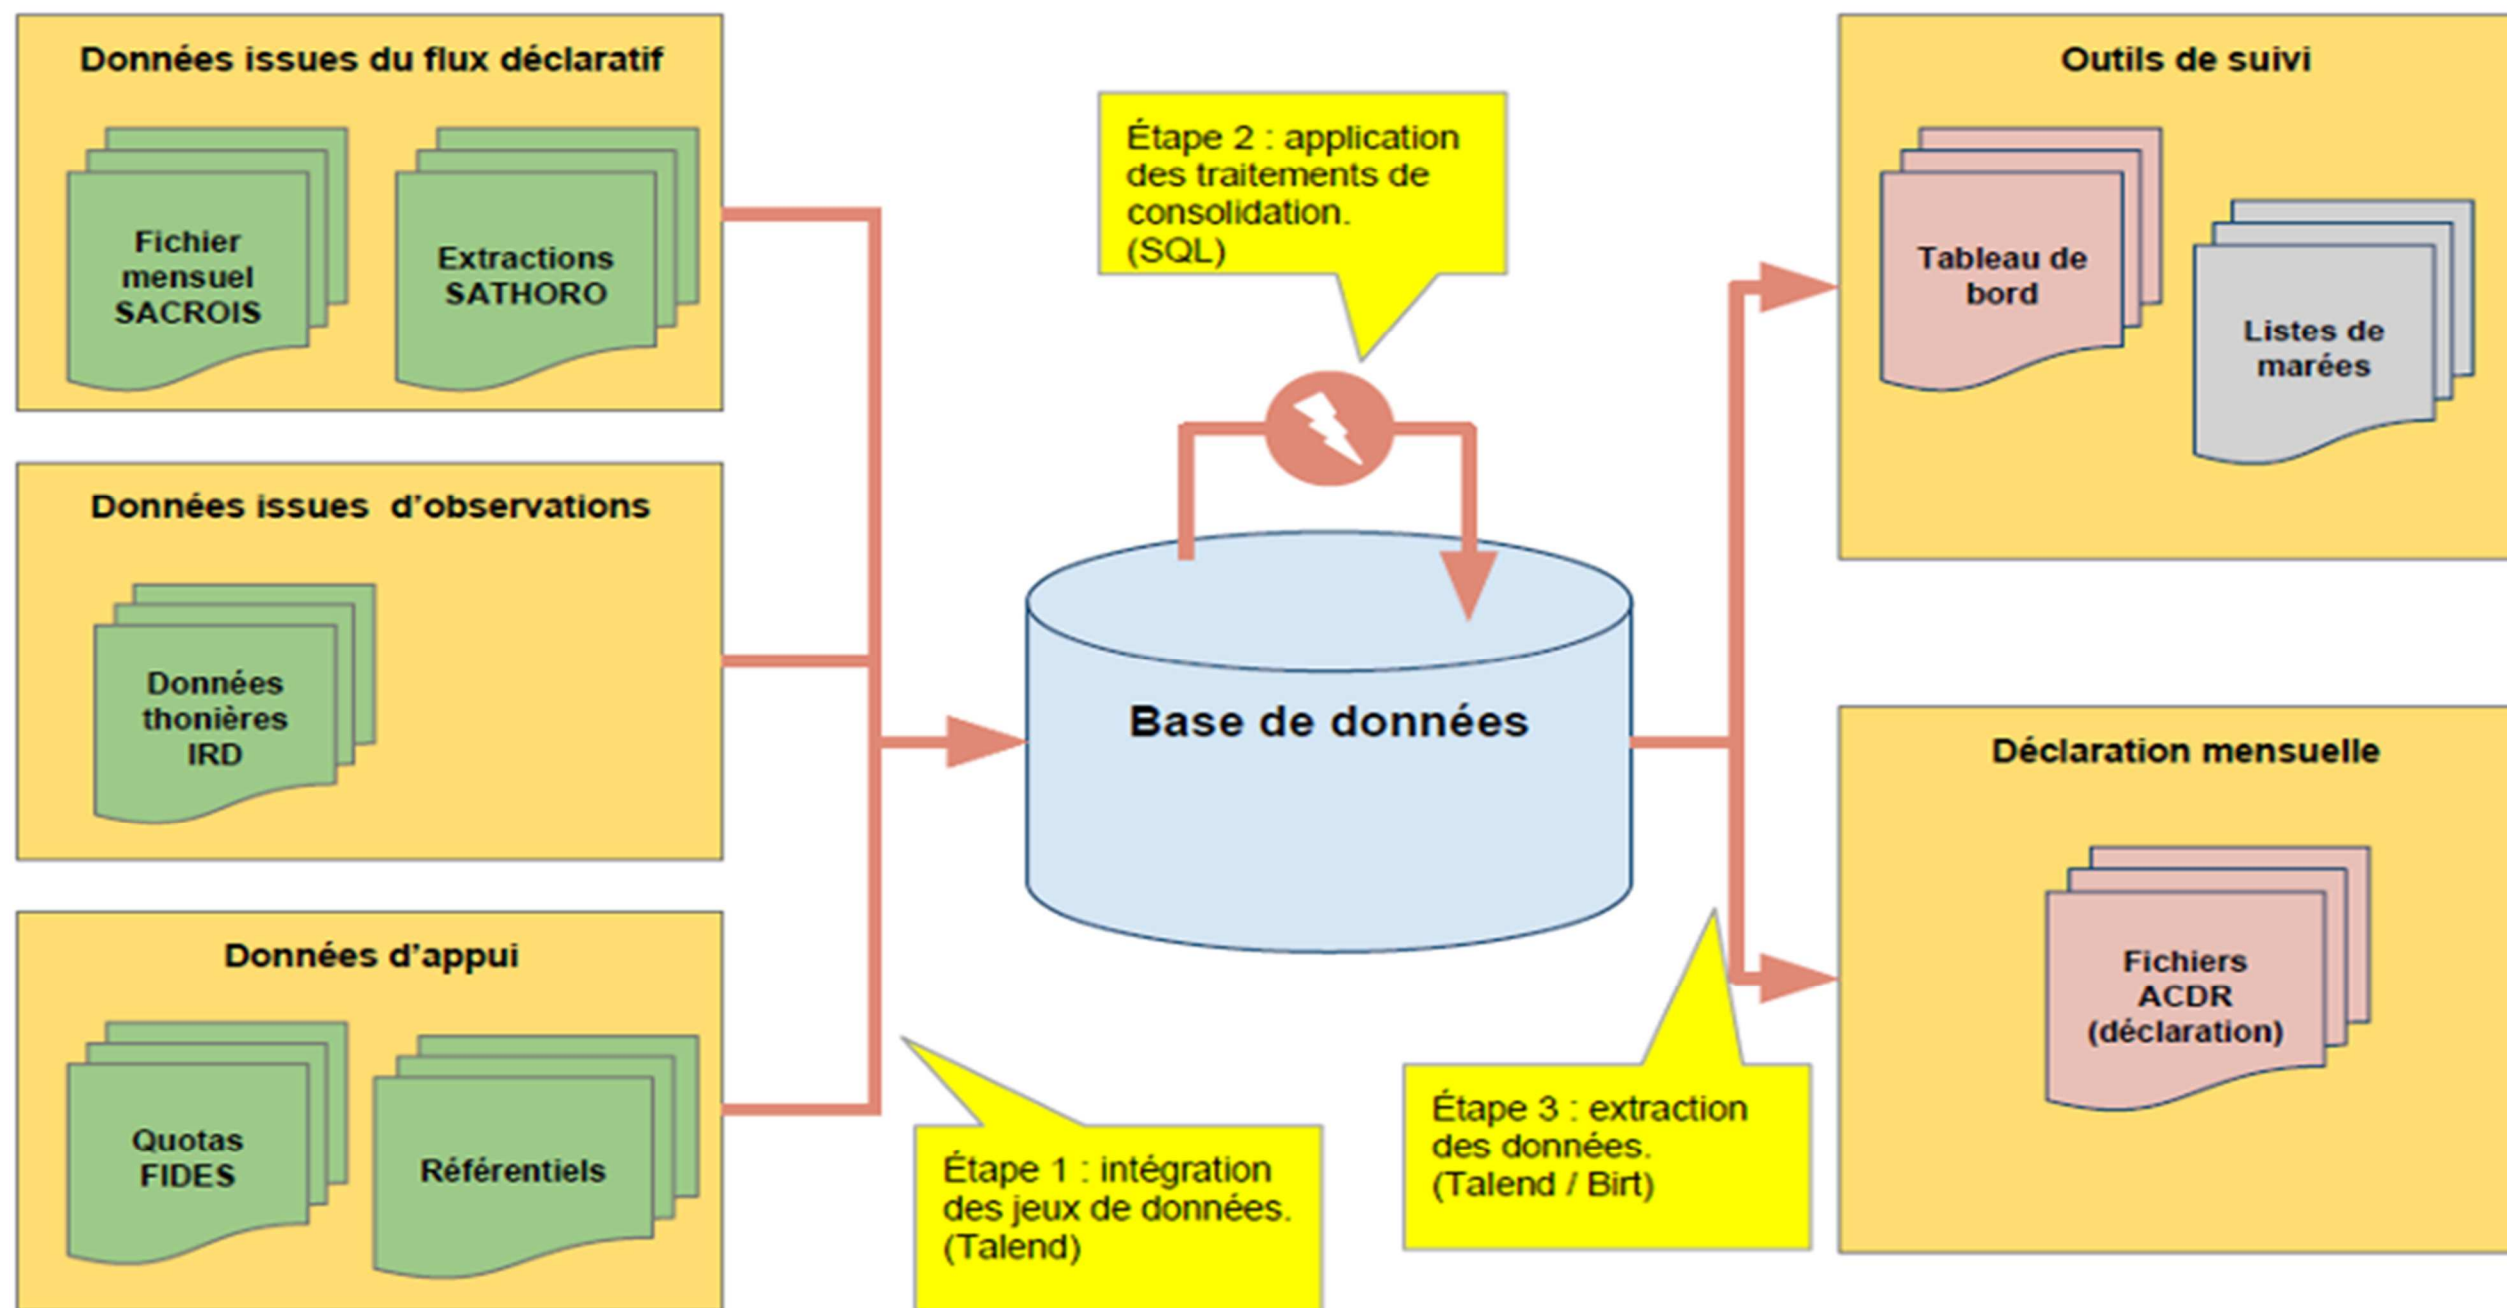 Données issues du flux déclaratif
Fichier
mensuel
SACROIS
Extractions
SATHORO
Données issues d'observations
Données
thonières
IRD
Données d'appui
Quotas
FIDES
Référentiels
Étape 2 : application
des traitements de
consolidation.
(SQL)
Base de données
Étape 1 : intégration
des jeux de données.
(Talend)
Étape 3 : extraction
des données.
(Talend / Birt)
Outils de suivi
Tableau de
bord
Listes de
marées
Déclaration mensuelle
Fichiers
ACDR
(déclaration)